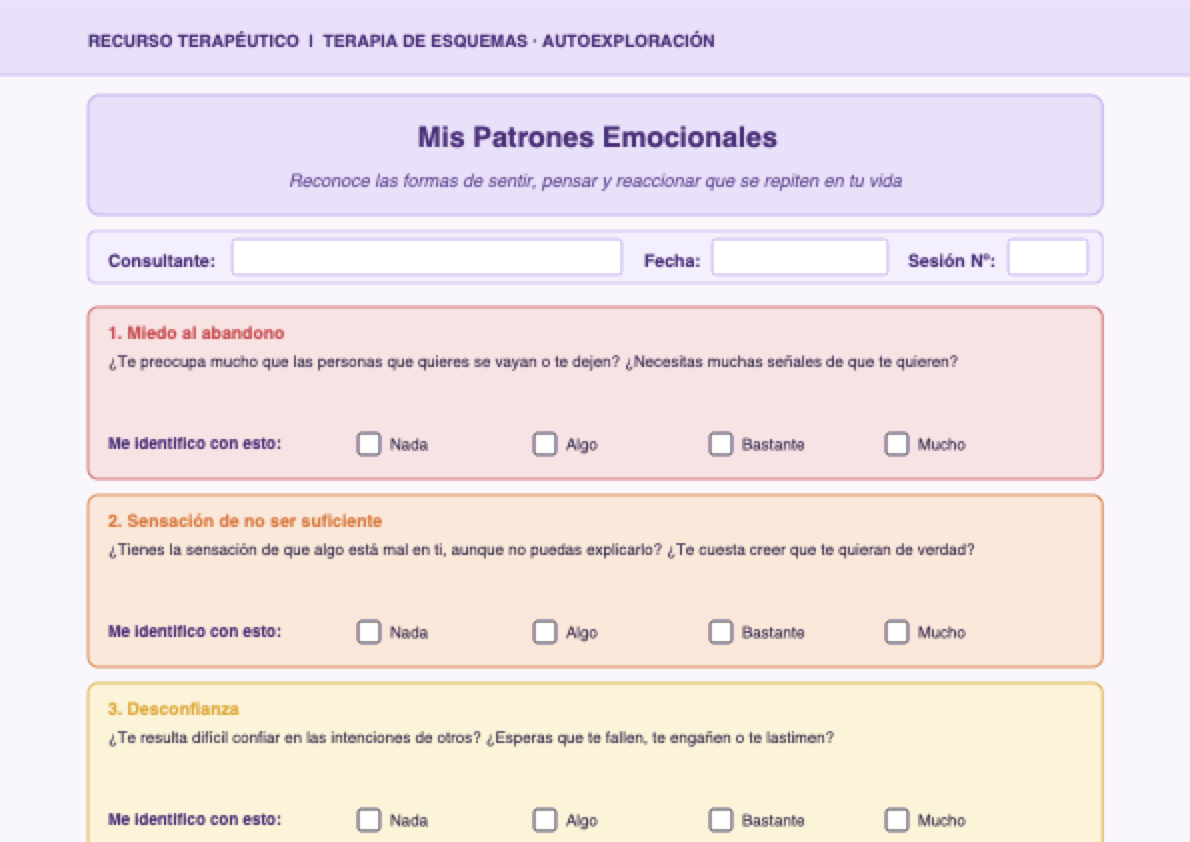 RECURSO TERAPÉUTICO | TERAPIA DE ESQUEMAS · AUTOEXPLORACIÓN
Mis Patrones Emocionales
Reconoce las formas de sentir, pensar y reaccionar que se repiten en tu vida
Consultante: Fecha: Sesión Nº:
1. Miedo al abandono
¿Te preocupa mucho que las personas que quieres se vayan o te dejen? ¿Necesitas muchas señales de que te quieren?
Me identifico con esto: Nada Algo Bastante Mucho
2. Sensación de no ser suficiente
¿Tienes la sensación de que algo está mal en ti, aunque no puedas explicarlo? ¿Te cuesta creer que te quieran de verdad?
Me identifico con esto: Nada Algo Bastante Mucho
3. Desconfianza
¿Te resulta difícil confiar en las intenciones de otros? ¿Esperas que te fallen, te engañen o te lastimen?
Me identifico con esto: Nada Algo Bastante Mucho